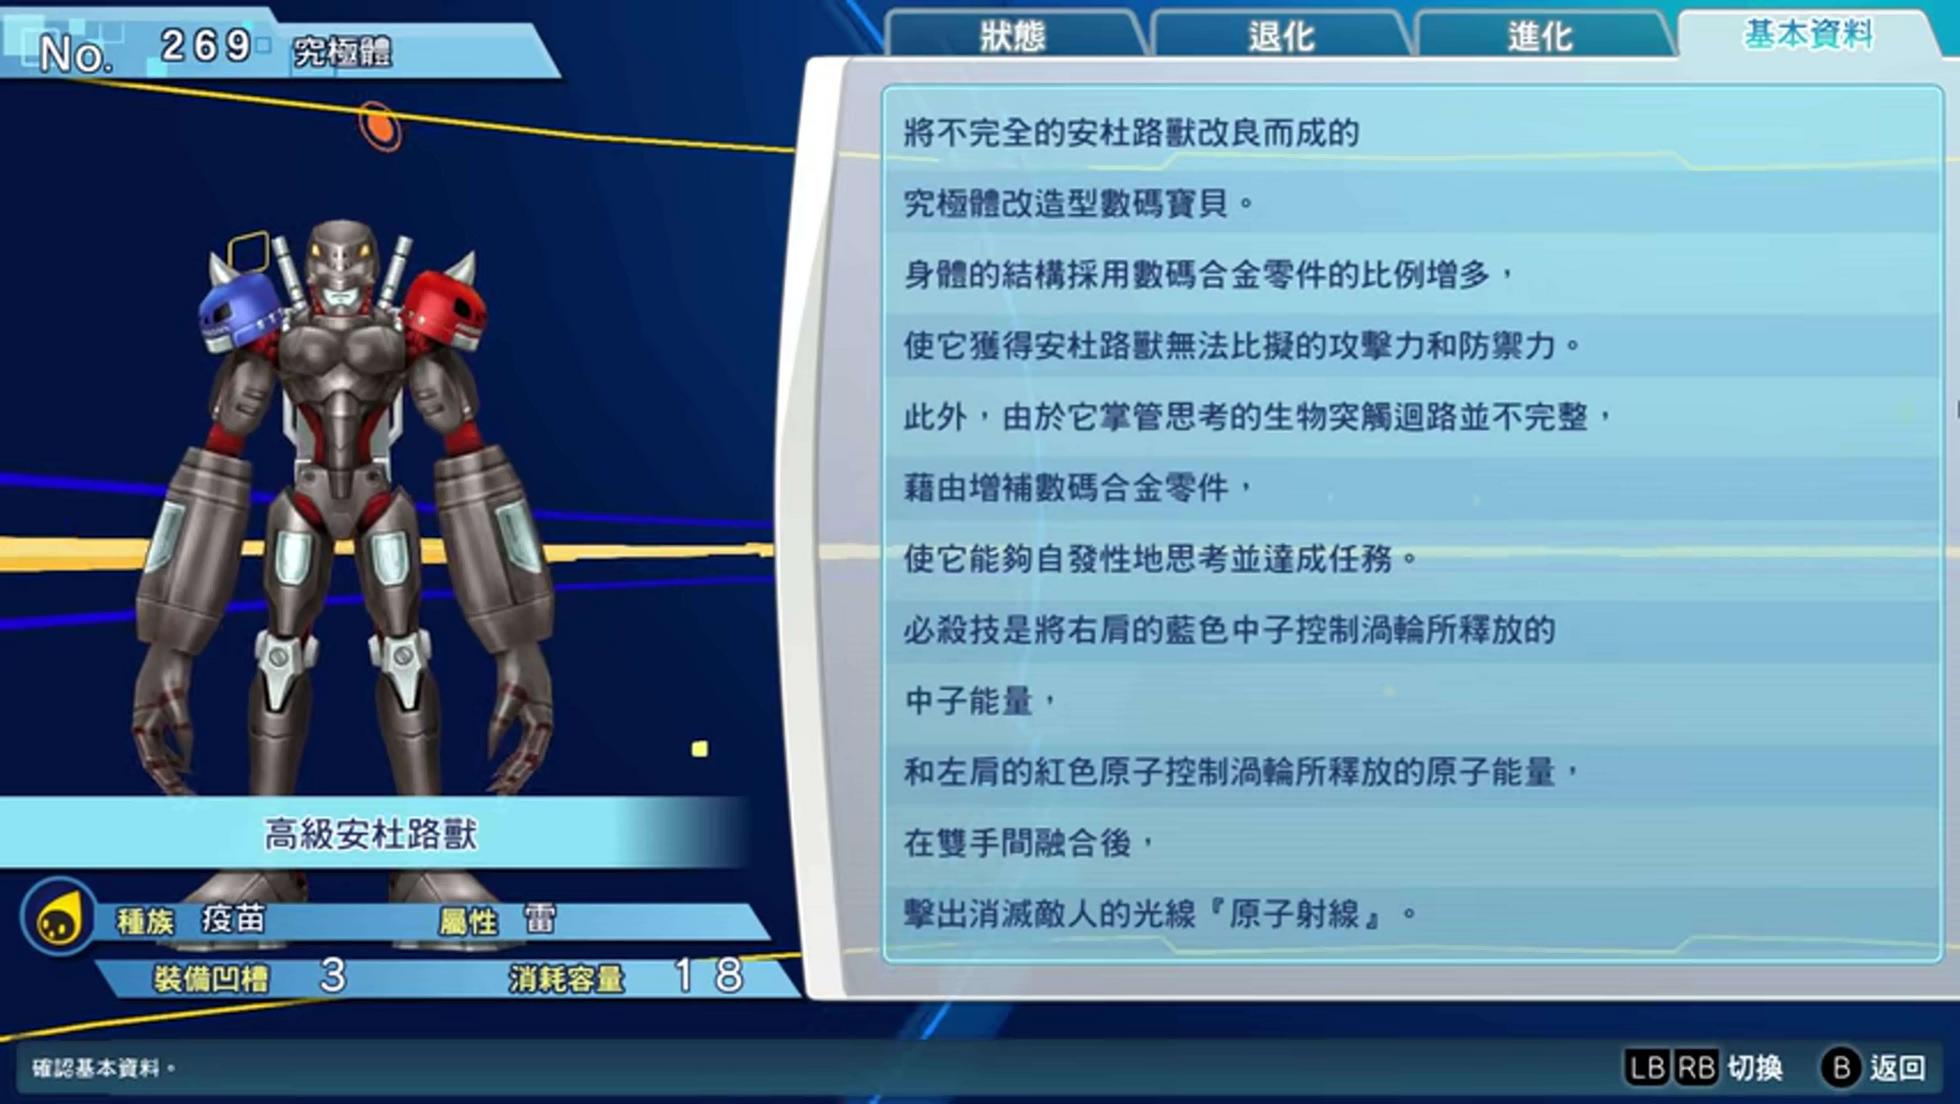 No. 269 究極體
狀態 退化 進化 基本資料
將不完全的安杜路獸改良而成的
究極體改造型數碼寶貝。
身體的結構採用數碼合金零件的比例增多，
使它獲得安杜路獸無法比擬的攻擊力和防禦力。
此外，由於它掌管思考的生物突觸迴路並不完整，
藉由增補數碼合金零件，
使它能夠自發性地思考並達成任務。
必殺技是將右肩的藍色中子控制渦輪所釋放的
中子能量，
和左肩的紅色原子控制渦輪所釋放的原子能量，
在雙手間融合後，
擊出消滅敵人的光線『原子射線』。
高級安杜路獸
種族 疫苗 屬性 雷
裝備凹槽 3 消耗容量 18
確認基本資料。
LB RB 切換 B 返回